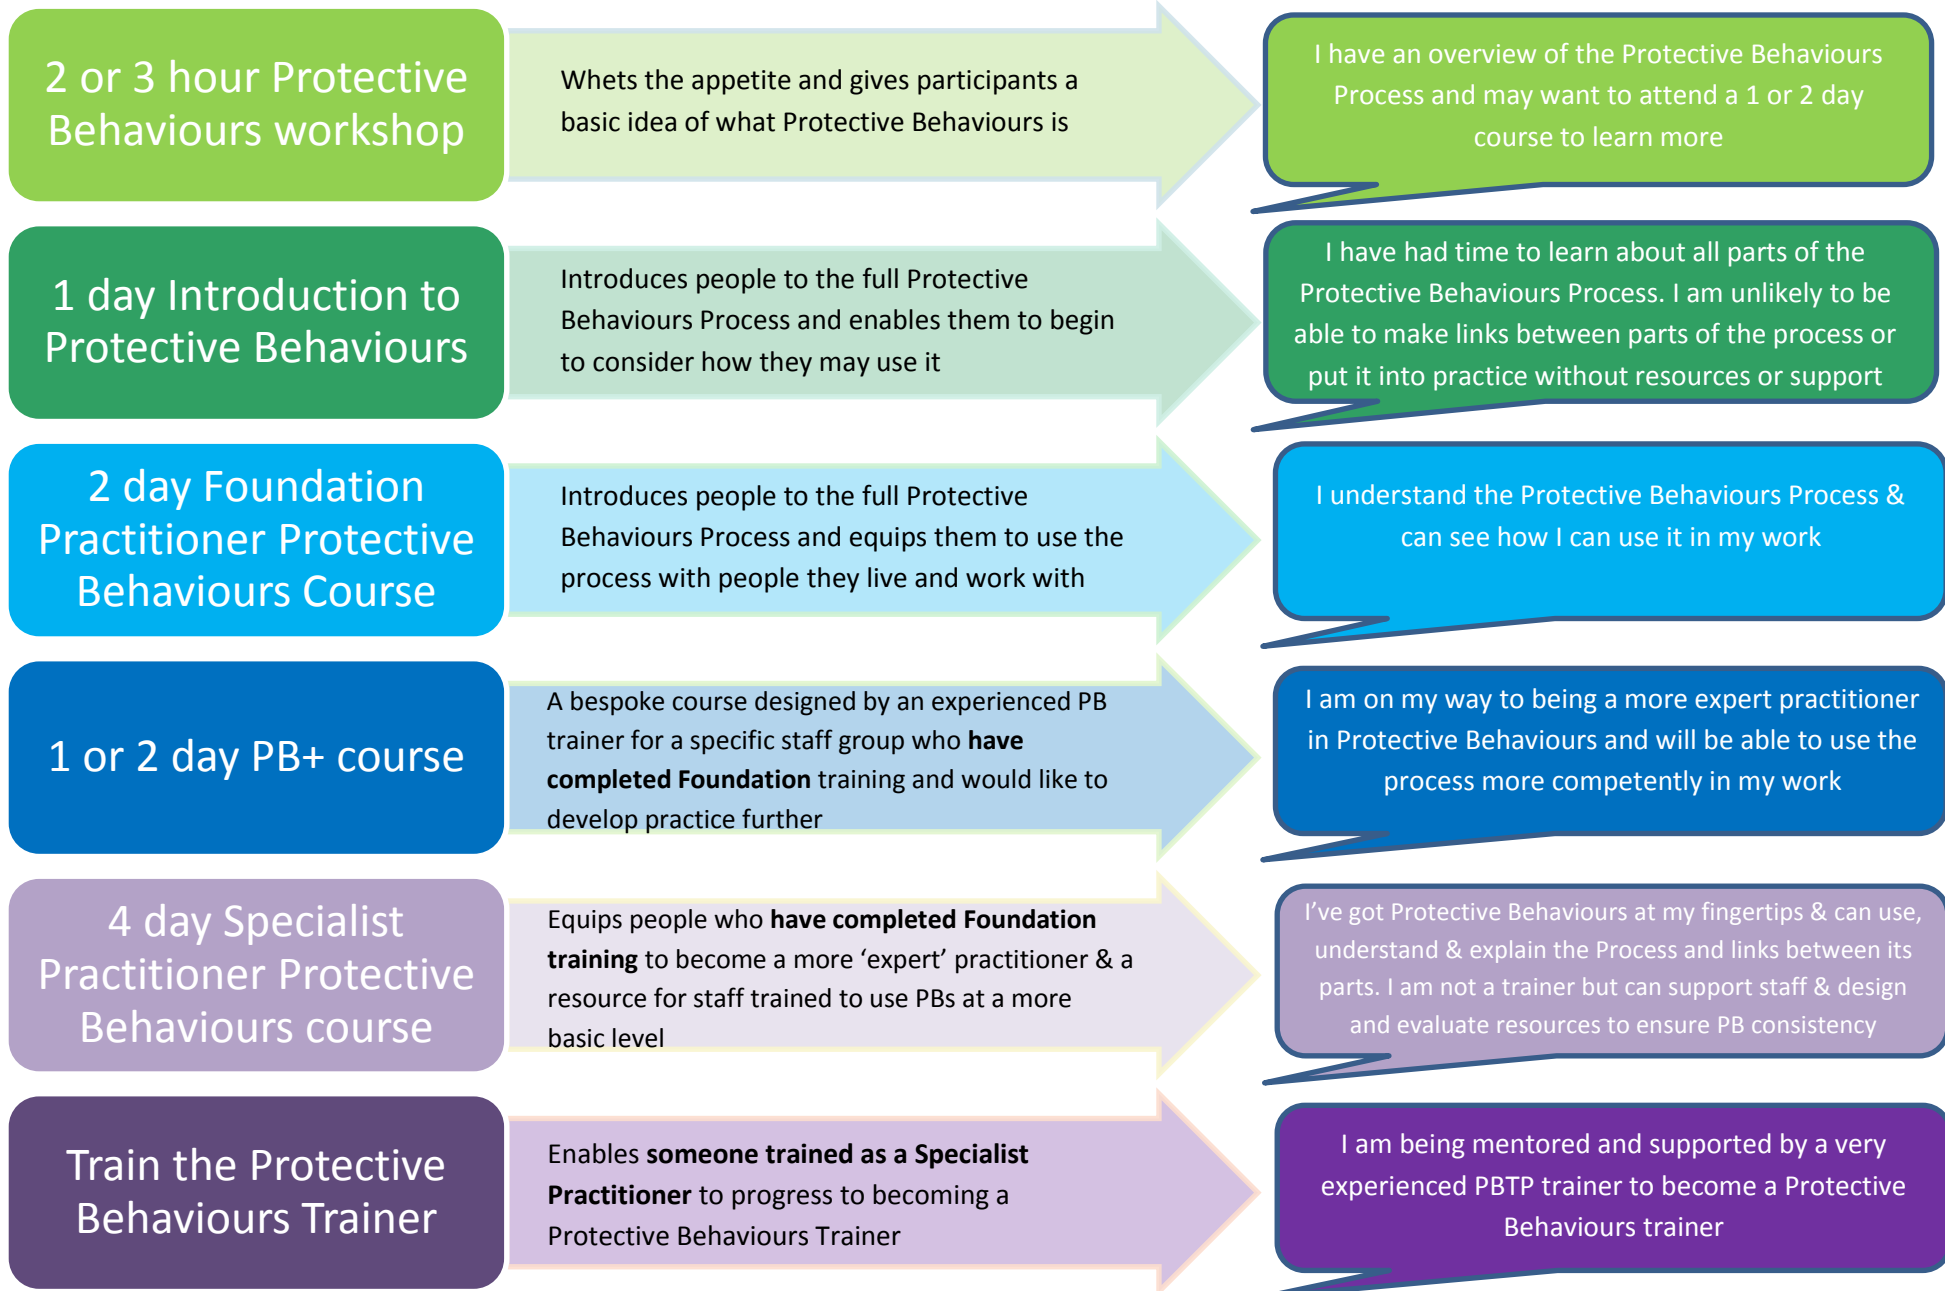 2 or 3 hour Protective
Behaviours workshop
Whets the appetite and gives participants a
basic idea of what Protective Behaviours is
I have an overview of the Protective Behaviours
Process and may want to attend a 1 or 2 day
course to learn more
1 day Introduction to
Protective Behaviours
Introduces people to the full Protective
Behaviours Process and enables them to begin
to consider how they may use it
I have had time to learn about all parts of the
Protective Behaviours Process. I am unlikely to be
able to make links between parts of the process or
put it into practice without resources or support
2 day Foundation
Practitioner Protective
Behaviours Course
Introduces people to the full Protective
Behaviours Process and equips them to use the
process with people they live and work with
I understand the Protective Behaviours Process &
can see how I can use it in my work
1 or 2 day PB+ course
A bespoke course designed by an experienced PB
trainer for a specific staff group who have
completed Foundation training and would like to
develop practice further
I am on my way to being a more expert practitioner
in Protective Behaviours and will be able to use the
process more competently in my work
4 day Specialist
Practitioner Protective
Behaviours course
Equips people who have completed Foundation
training to become a more ‘expert’ practitioner & a
resource for staff trained to use PBs at a more
basic level
I’ve got Protective Behaviours at my fingertips & can use,
understand & explain the Process and links between its
parts. I am not a trainer but can support staff & design
and evaluate resources to ensure PB consistency
Train the Protective
Behaviours Trainer
Enables someone trained as a Specialist
Practitioner to progress to becoming a
Protective Behaviours Trainer
I am being mentored and supported by a very
experienced PBTP trainer to become a Protective
Behaviours trainer